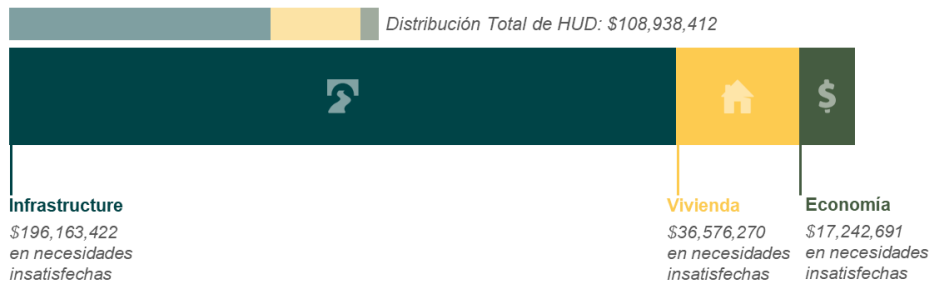 Distribución Total de HUD: $108,938,412
$
Infrastructure
$196,163,422
en necesidades
insatisfechas
Vivienda
$36,576,270
en necesidades
insatisfechas
Economía
$17,242,691
en necesidades
insatisfechas